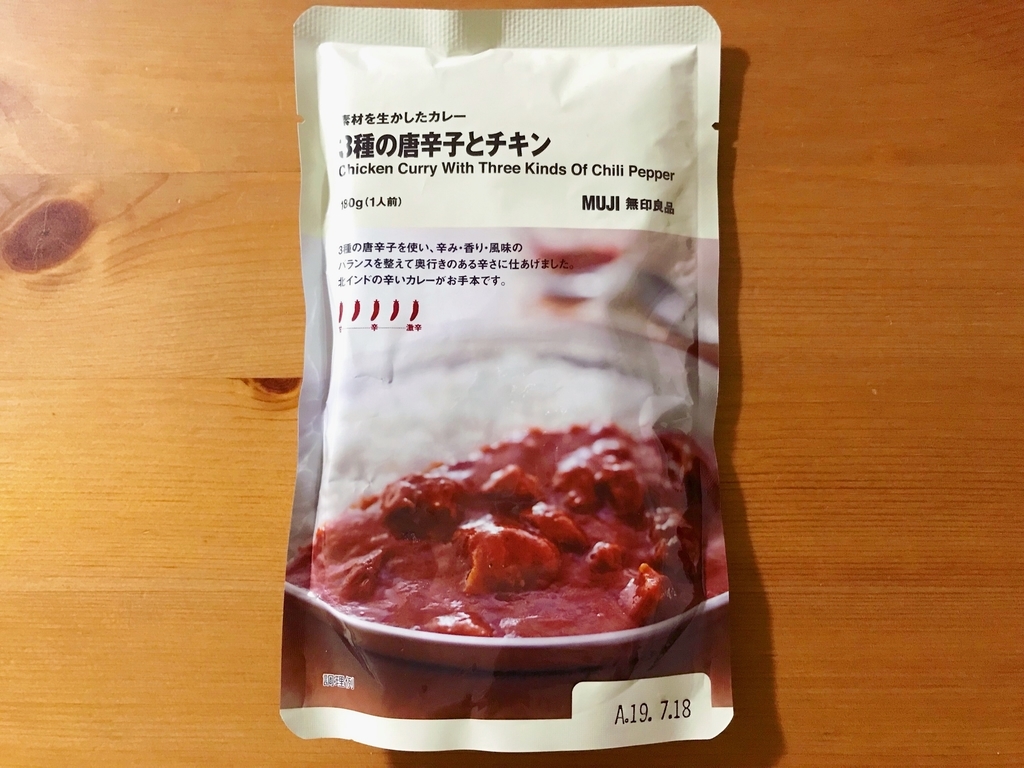 素材を生かしたカレー
3種の唐辛子とチキン
Chicken Curry With Three Kinds Of Chili Pepper
180g(1人前)
MUJI 無印良品
3種の唐辛子を使い、辛み・香り・風味の
バランスを整えて奥行きのある辛さに仕あげました。
北インドの辛いカレーがお手本です。
辛 激辛
調理例
A.19. 7.18